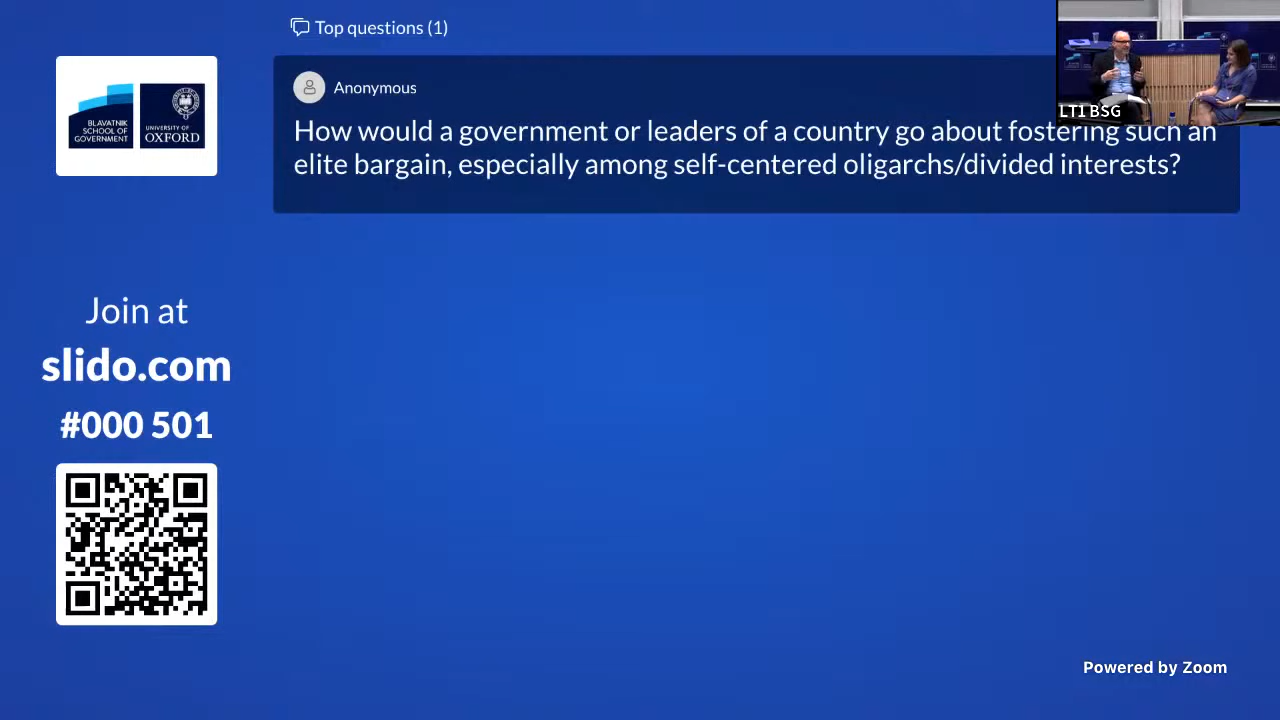 Top questions (1)
Anonymous
How would a government or leaders of a country go about fostering such an
elite bargain, especially among self-centered oligarchs/divided interests?
BLAVATNIK
SCHOOL OF
GOVERNMENT
UNIVERSITY OF
OXFORD
LT1 BSG
Join at
slido.com
#000 501
Powered by Zoom